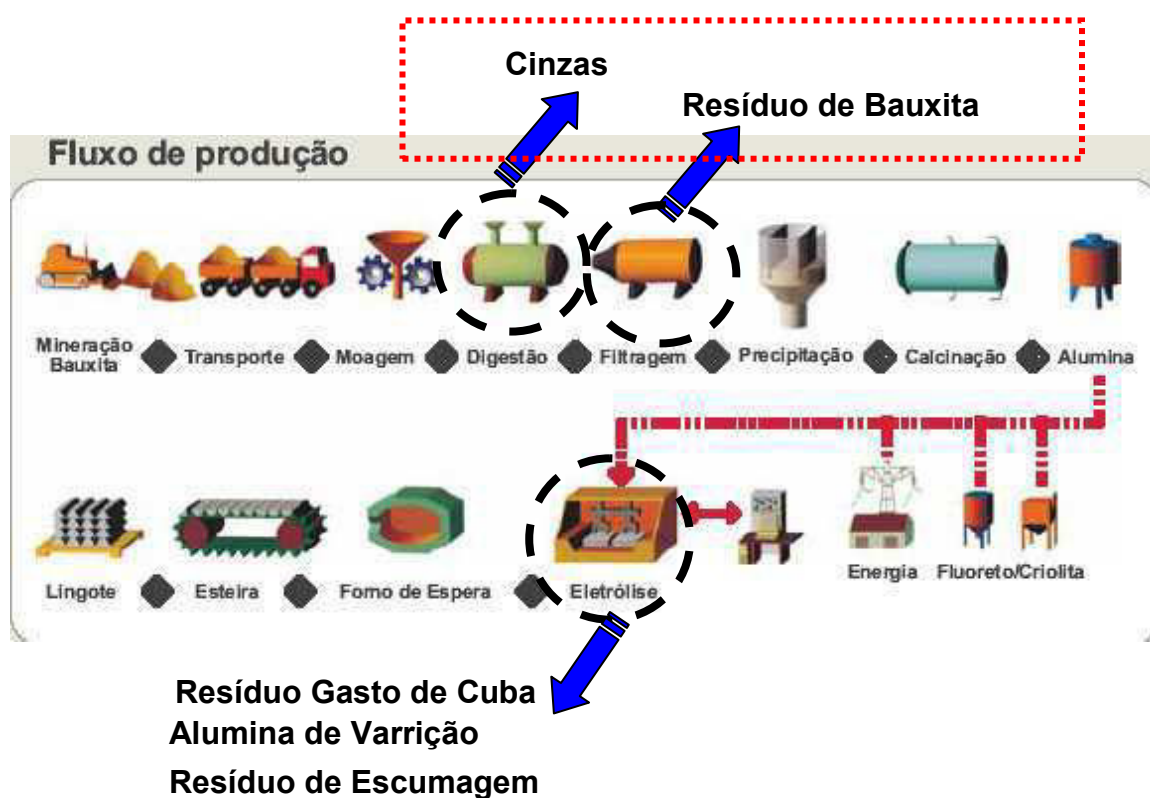 Cinzas
Resíduo de Bauxita
Fluxo de produção
Mineração
Bauxita
Transporte
Moagem
Digestão
Filtragem
Precipitação
Calcinação
Alumina
Energia
Fluoreto/Criolita
Lingote
Esteira
Forno de Espera
Eletrólise
Resíduo Gasto de Cuba
Alumina de Varrição
Resíduo de Escumagem